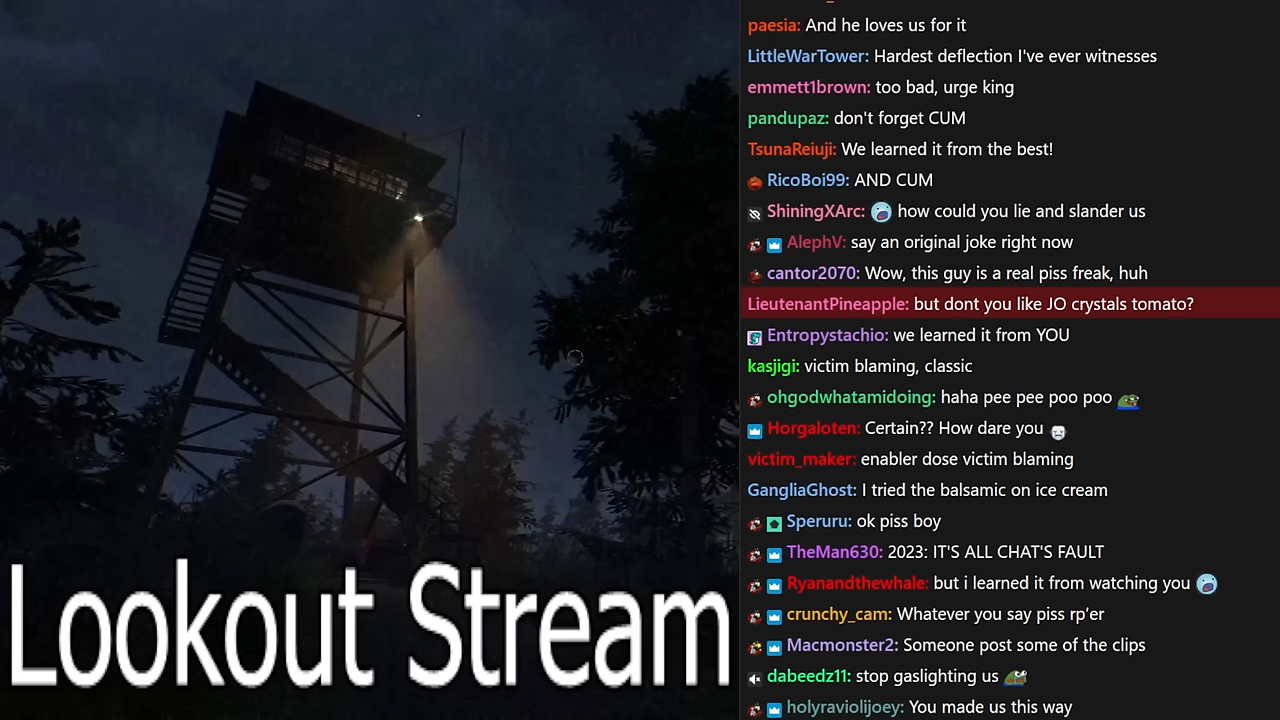 paesia: And he loves us for it
LittleWarTower: Hardest deflection I've ever witnesses
emmett1brown: too bad, urge king
pandupaz: don't forget CUM
TsunaReiuji: We learned it from the best!
RicoBoi99: AND CUM
ShiningXArc: how could you lie and slander us
AlephV: say an original joke right now
cantor2070: Wow, this guy is a real piss freak, huh
LieutenantPineapple: but dont you like JO crystals tomato?
Entropystachio: we learned it from YOU
kasjigi: victim blaming, classic
ohgodwhatamidoing: haha pee pee poo poo
Horgaloten: Certain?? How dare you
victim_maker: enabler dose victim blaming
GangliaGhost: I tried the balsamic on ice cream
Speruru: ok piss boy
TheMan630: 2023: IT'S ALL CHAT'S FAULT
Ryanandthewhale: but i learned it from watching you
crunchy_cam: Whatever you say piss rp’er
Macmonster2: Someone post some of the clips
dabeedz11: stop gaslighting us
holyraviolijoey: You made us this way
Lookout Stream